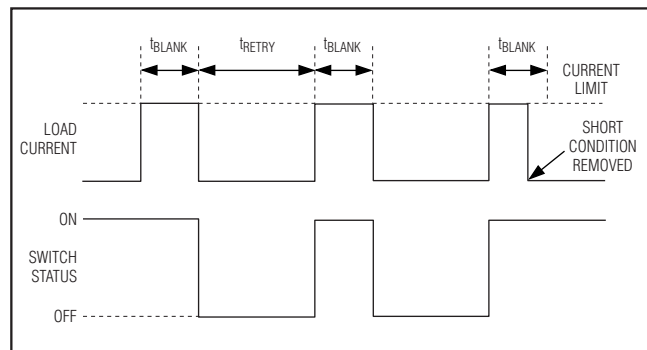 tBLANK
tRETRY
tBLANK
tBLANK
CURRENT
LIMIT
LOAD
CURRENT
SHORT
CONDITION
REMOVED
ON
SWITCH
STATUS
OFF